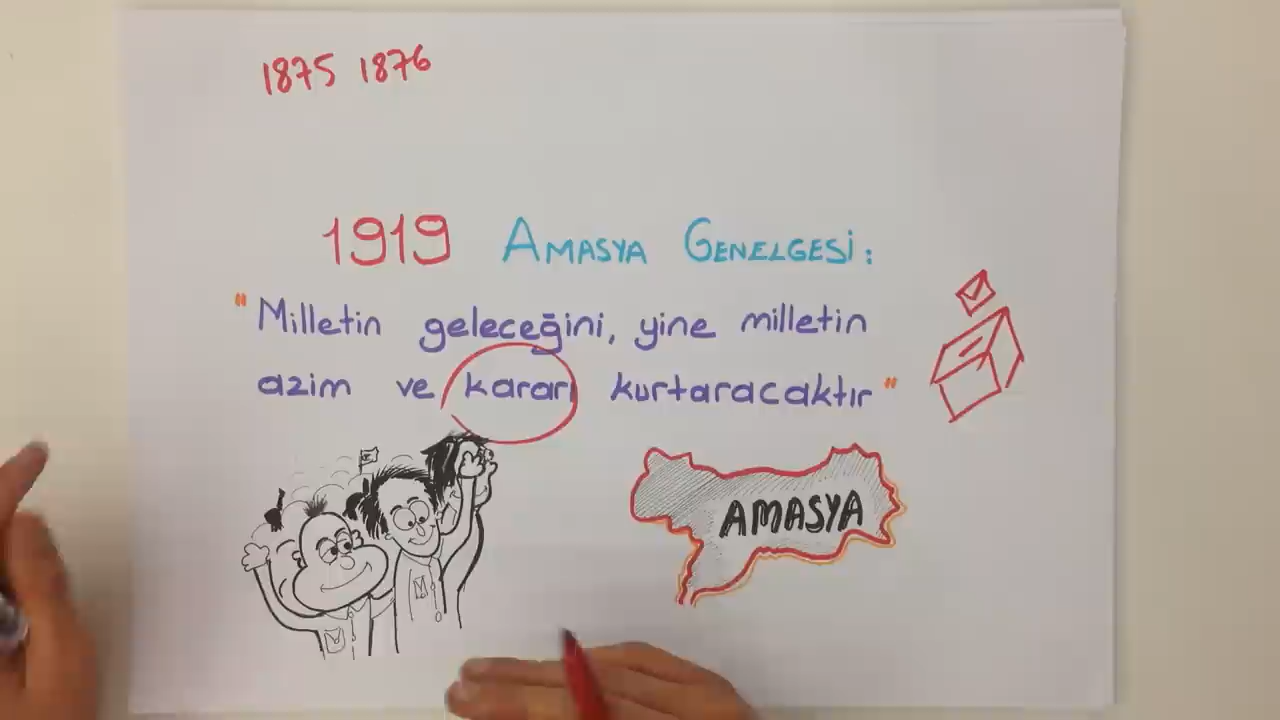 1875 1876
1919 AMASYA GENELGESİ:
"Milletin geleceğini, yine milletin
azim ve kararı kurtaracaktır"
AMASYA